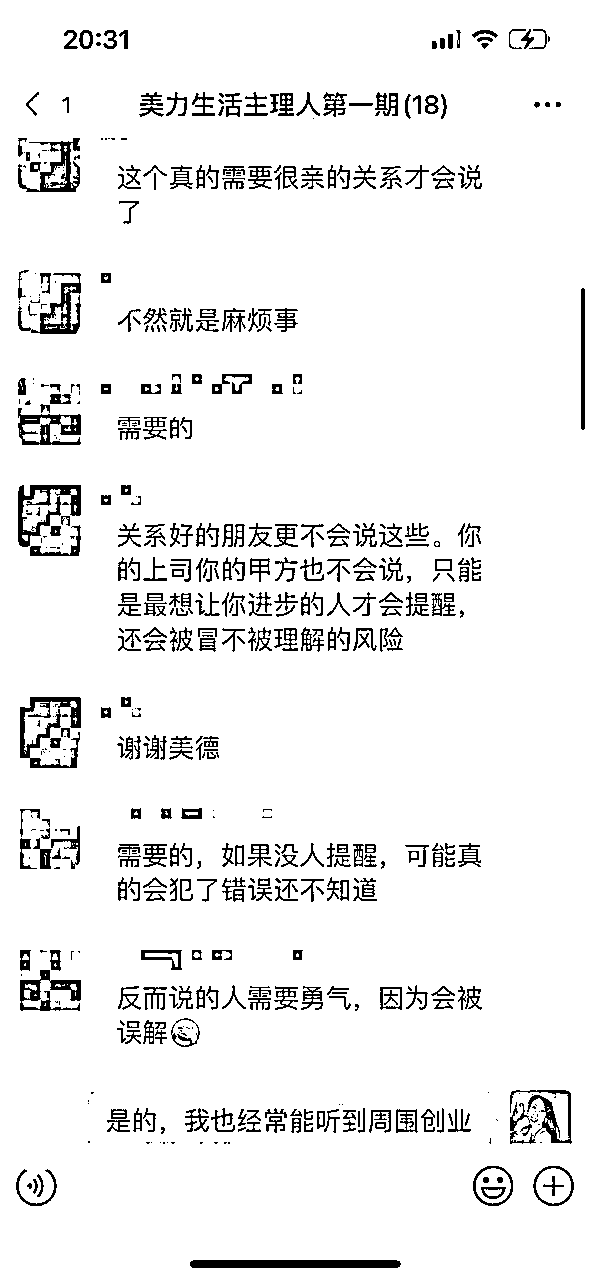 20:31
1
美力生活主理人第一期(18)
这个真的需要很亲的关系才会说
了
不然就是麻烦事
需要的
关系好的朋友更不会说这些。你
的上司你的甲方也不会说，只能
是最想让你进步的人才会提醒，
还会被冒不被理解的风险
谢谢美德
需要的，如果没人提醒，可能真
的会犯了错误还不知道
反而说的人需要勇气，因为会被
误解
是的，我也经常能听到周围创业